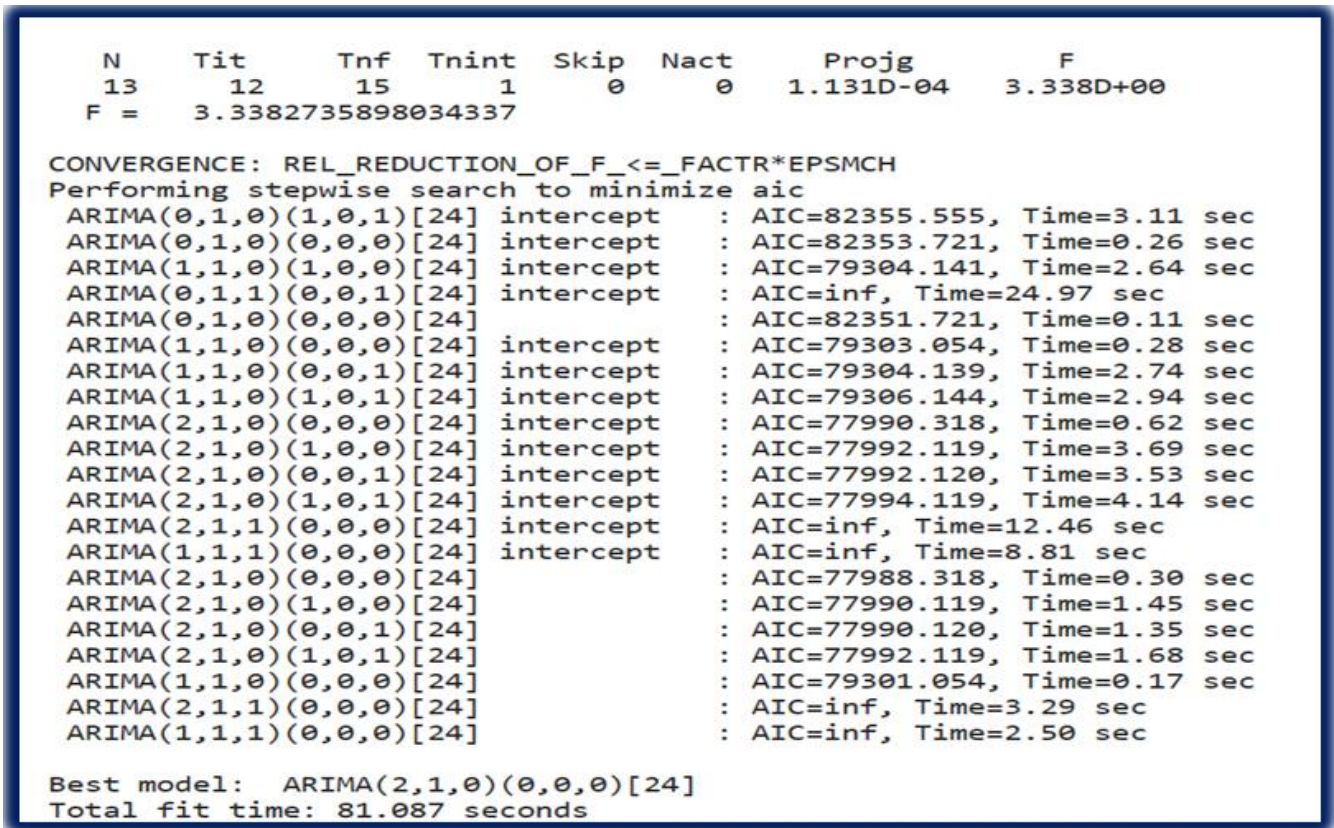 N Tit Tnf Tnint Skip Nact Projg F
13 12 15 1 0 0 1.131D-04 3.338D+00
F = 3.3382735898034337
CONVERGENCE: REL_REDUCTION_OF_F_<=_FACTR*EPSMCH
Performing stepwise search to minimize aic
ARIMA(0,1,0)(1,0,1)[24] intercept : AIC=82355.555, Time=3.11 sec
ARIMA(0,1,0)(0,0,0)[24] intercept : AIC=82353.721, Time=0.26 sec
ARIMA(1,1,0)(1,0,0)[24] intercept : AIC=79304.141, Time=2.64 sec
ARIMA(0,1,1)(0,0,1)[24] intercept : AIC=inf, Time=24.97 sec
ARIMA(0,1,0)(0,0,0)[24] : AIC=82351.721, Time=0.11 sec
ARIMA(1,1,0)(0,0,0)[24] intercept : AIC=79303.054, Time=0.28 sec
ARIMA(1,1,0)(0,0,1)[24] intercept : AIC=79304.139, Time=2.74 sec
ARIMA(1,1,0)(1,0,1)[24] intercept : AIC=79306.144, Time=2.94 sec
ARIMA(2,1,0)(0,0,0)[24] intercept : AIC=77990.318, Time=0.62 sec
ARIMA(2,1,0)(1,0,0)[24] intercept : AIC=77992.119, Time=3.69 sec
ARIMA(2,1,0)(0,0,1)[24] intercept : AIC=77992.120, Time=3.53 sec
ARIMA(2,1,0)(1,0,1)[24] intercept : AIC=77994.119, Time=4.14 sec
ARIMA(2,1,1)(0,0,0)[24] intercept : AIC=inf, Time=12.46 sec
ARIMA(1,1,1)(0,0,0)[24] intercept : AIC=inf, Time=8.81 sec
ARIMA(2,1,0)(0,0,0)[24] : AIC=77988.318, Time=0.30 sec
ARIMA(2,1,0)(1,0,0)[24] : AIC=77990.119, Time=1.45 sec
ARIMA(2,1,0)(0,0,1)[24] : AIC=77990.120, Time=1.35 sec
ARIMA(2,1,0)(1,0,1)[24] : AIC=77992.119, Time=1.68 sec
ARIMA(1,1,0)(0,0,0)[24] : AIC=79301.054, Time=0.17 sec
ARIMA(2,1,1)(0,0,0)[24] : AIC=inf, Time=3.29 sec
ARIMA(1,1,1)(0,0,0)[24] : AIC=inf, Time=2.50 sec
Best model: ARIMA(2,1,0)(0,0,0)[24]
Total fit time: 81.087 seconds